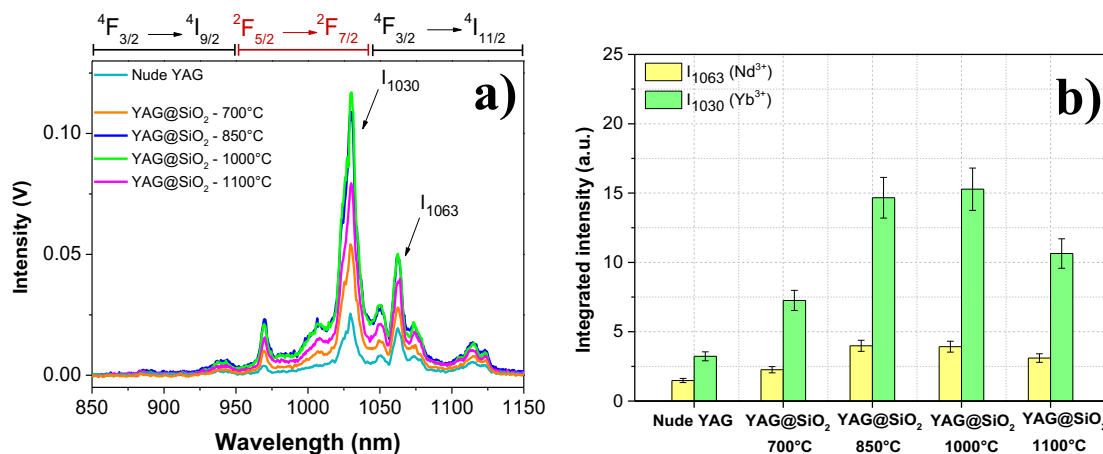 ⁴F₃/₂ → ⁴I₉/₂ ²F₅/₂ → ²F₇/₂ ⁴F₃/₂ → ⁴I₁₁/₂
a)
Nude YAG
YAG@SiO₂ - 700°C
YAG@SiO₂ - 850°C
YAG@SiO₂ - 1000°C
YAG@SiO₂ - 1100°C
I₁₀₃₀
I₁₀₆₃
0.10
0.05
0.00
Intensity (V)
850 900 950 1000 1050 1100 1150
Wavelength (nm)
b)
I₁₀₆₃ (Nd³⁺)
I₁₀₃₀ (Yb³⁺)
25
20
15
10
5
0
Integrated intensity (a.u.)
Nude YAG YAG@SiO₂ YAG@SiO₂ YAG@SiO₂ YAG@SiO₂
700°C 850°C 1000°C 1100°C